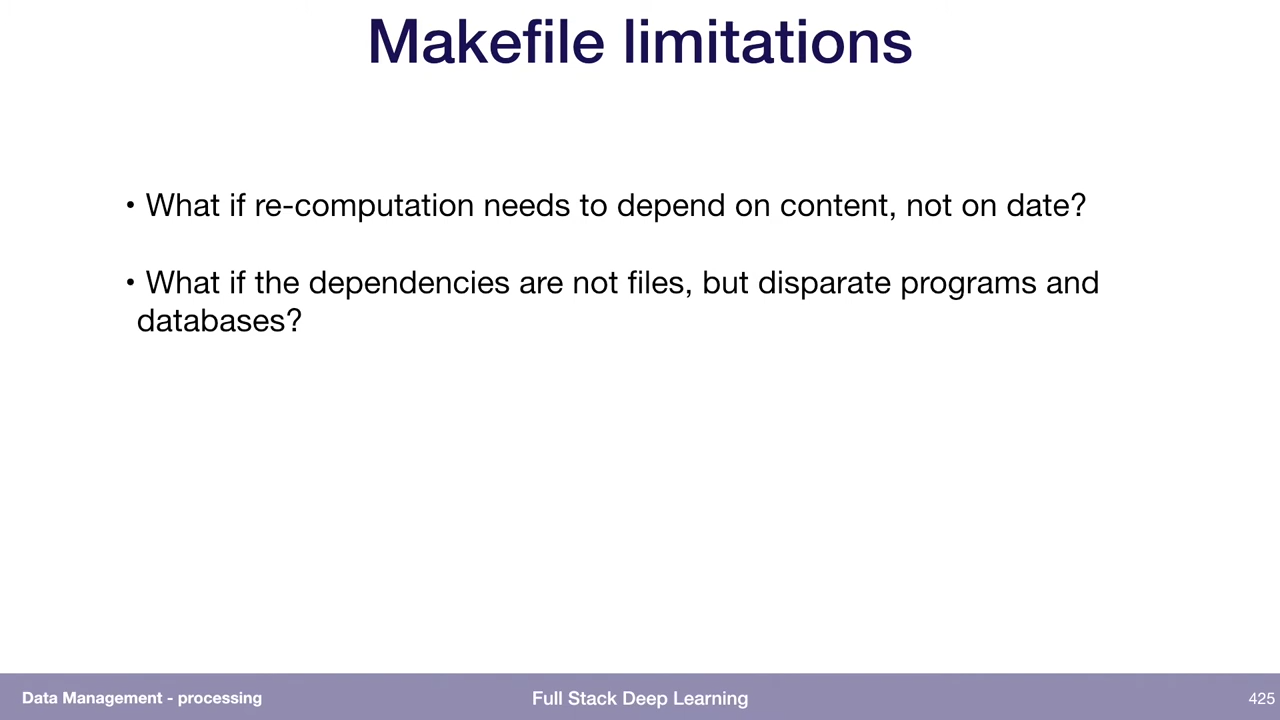 Makefile limitations
• What if re-computation needs to depend on content, not on date?
• What if the dependencies are not files, but disparate programs and
databases?
Data Management - processing
Full Stack Deep Learning
425